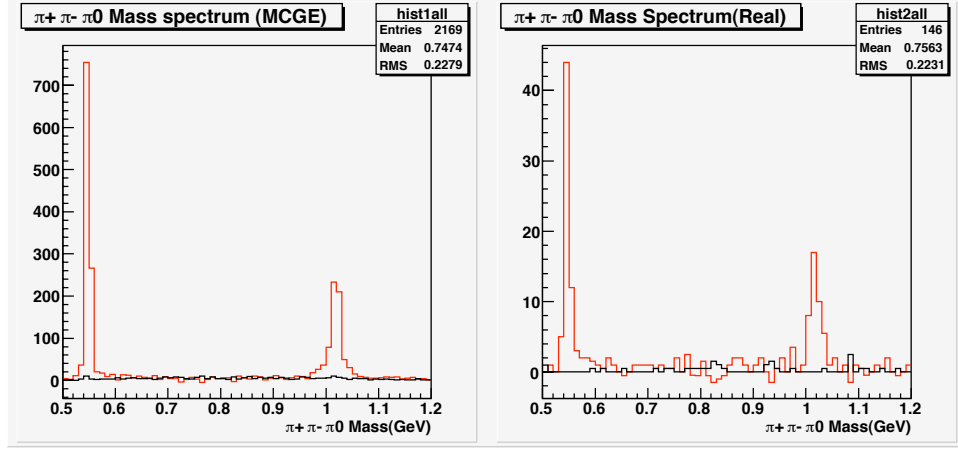 π+ π- π0 Mass spectrum (MCGE)
hist1all
Entries 2169
Mean 0.7474
RMS 0.2279
700
600
500
400
300
200
100
0
0.5 0.6 0.7 0.8 0.9 1 1.1 1.2
π+ π- π0 Mass(GeV)
π+ π- π0 Mass Spectrum(Real)
hist2all
Entries 146
Mean 0.7563
RMS 0.2231
40
30
20
10
0
0.5 0.6 0.7 0.8 0.9 1 1.1 1.2
π+ π- π0 Mass(GeV)